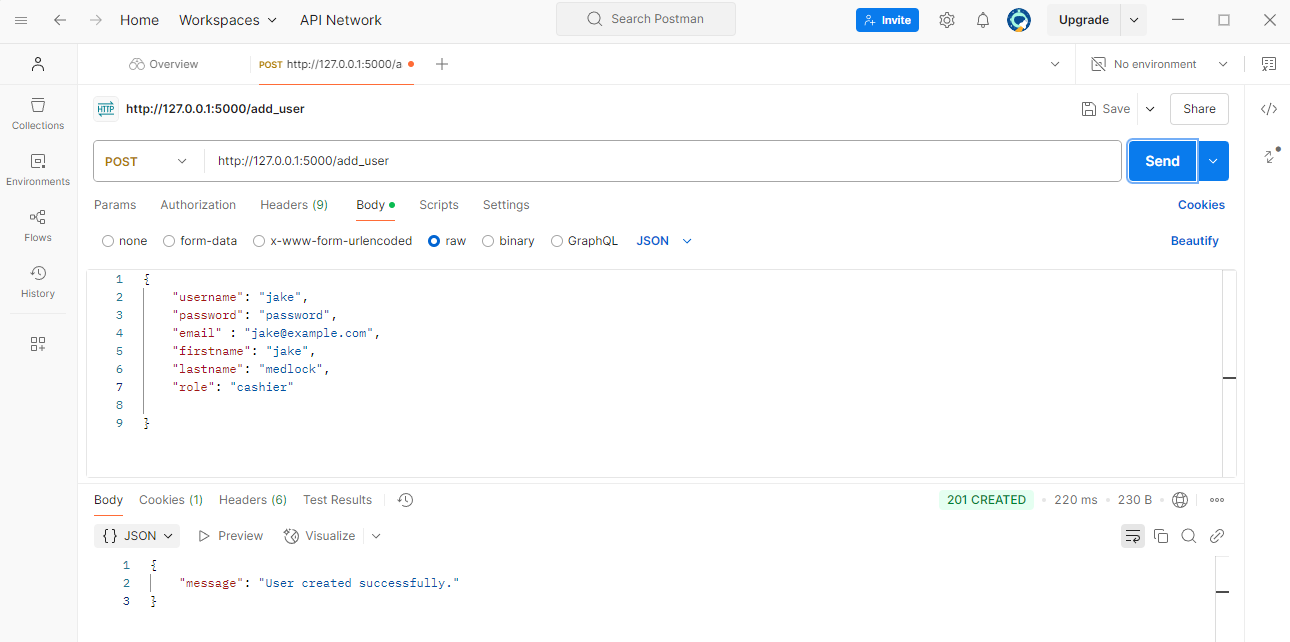 Home Workspaces API Network Search Postman Invite Upgrade
Overview POST http://127.0.0.1:5000/a No environment
HTTP http://127.0.0.1:5000/add_user Save Share
Collections
POST http://127.0.0.1:5000/add_user Send
Environments
Params Authorization Headers (9) Body Scripts Settings Cookies
Flows
none form-data x-www-form-urlencoded raw binary GraphQL JSON Beautify
History
1 {
2 "username": "jake",
3 "password": "password",
4 "email" : "jake@example.com",
5 "firstname": "jake",
6 "lastname": "medlock",
7 "role": "cashier"
8
9 }
Body Cookies (1) Headers (6) Test Results 201 CREATED 220 ms 230 B
{} JSON Preview Visualize
1 {
2 "message": "User created successfully."
3 }